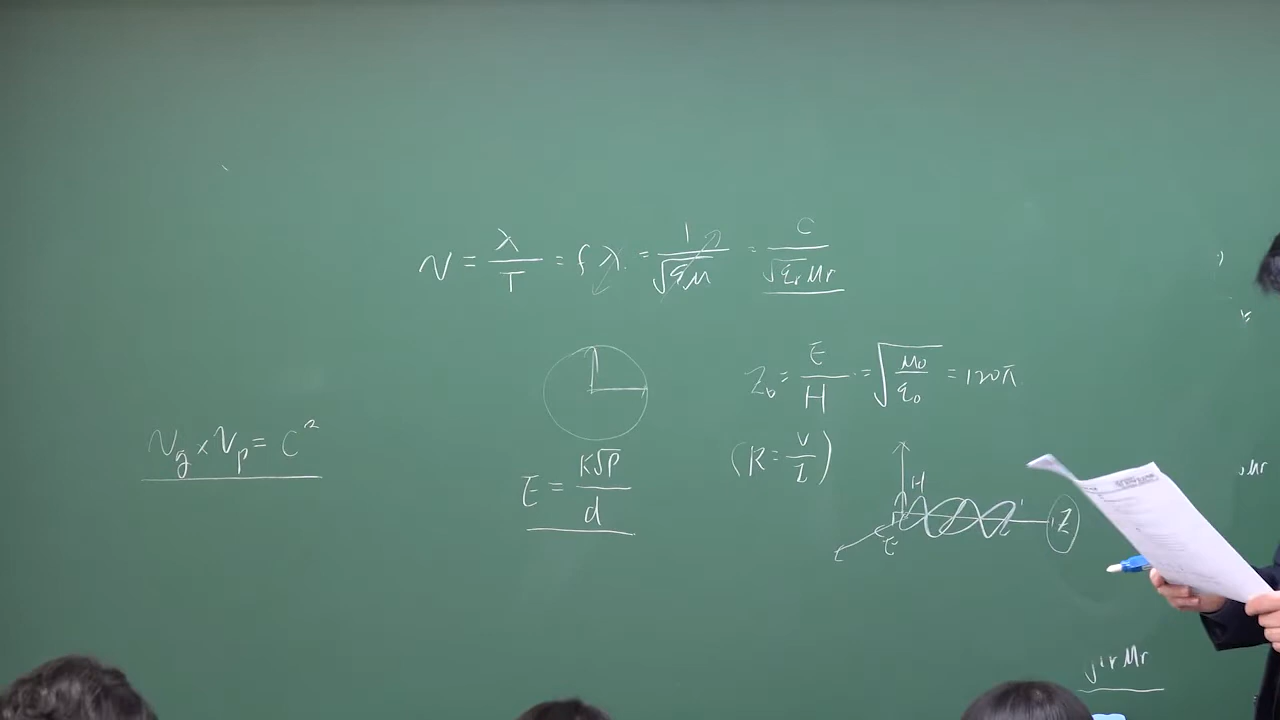 v = λ/T = fλ = 1/√εμ = C/√εrμr
Z0 = E/H = √μ0/ε0 = 120π
Vg × Vp = C²
(R = V/I)
E = K√P/d
H
Z
E